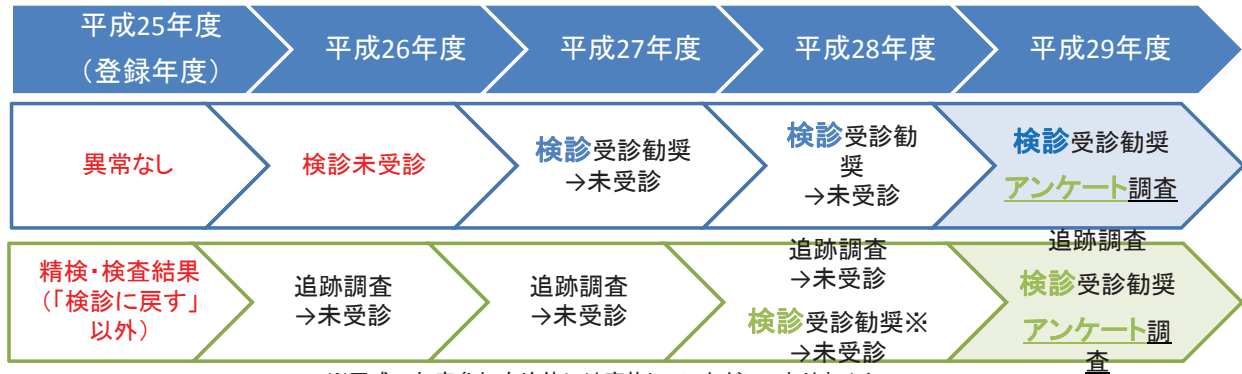 平成25年度
（登録年度）
平成26年度
平成27年度
平成28年度
平成29年度
異常なし
検診未受診
検診受診勧奨
→未受診
検診受診勧
奨
→未受診
検診受診勧奨
アンケート調査
精検・検査結果
（「検診に戻す」
以外）
追跡調査
→未受診
追跡調査
→未受診
追跡調査
→未受診
検診受診勧奨※
→未受診
追跡調査
検診受診勧奨
アンケート調
査